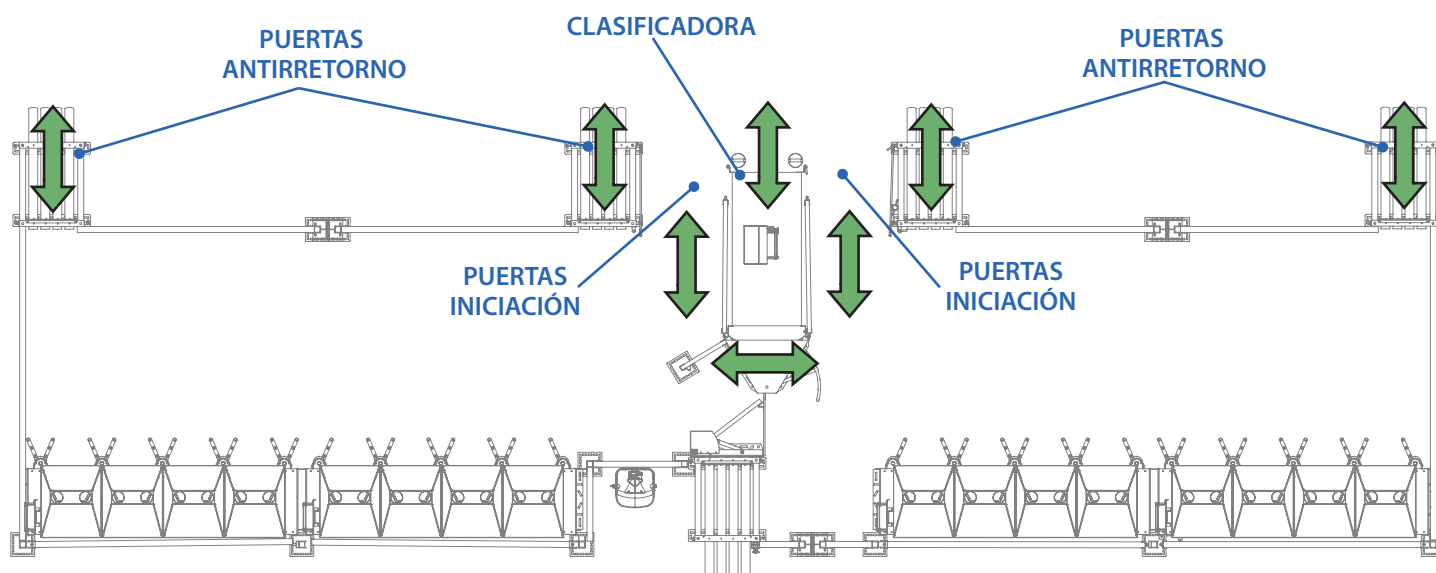 CLASIFICADORA
PUERTAS
ANTIRRETORNO
PUERTAS
ANTIRRETORNO
PUERTAS
INICIACIÓN
PUERTAS
INICIACIÓN